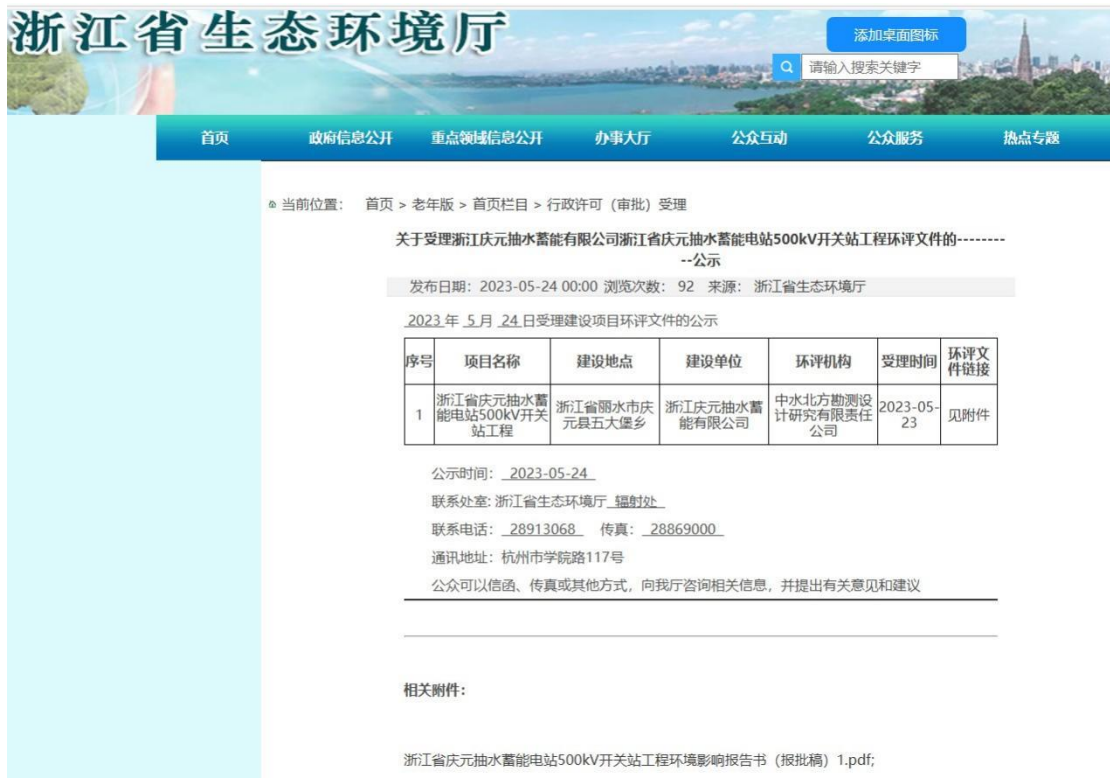 浙江省生态环境厅
添加桌面图标
请输入搜索关键字
首页 政府信息公开 重点领域信息公开 办事大厅 公众互动 公众服务 热点专题
当前位置： 首页 > 老年版 > 首页栏目 > 行政许可（审批）受理
关于受理浙江庆元抽水蓄能有限公司浙江省庆元抽水蓄能电站500kV开关站工程环评文件的---------
--公示
发布日期：2023-05-24 00:00 浏览次数： 92 来源： 浙江省生态环境厅
2023 年 5 月 24 日受理建设项目环评文件的公示
序号 项目名称 建设地点 建设单位 环评机构 受理时间 环评文
件链接
1 浙江省庆元抽水蓄
能电站500kV开关
站工程 浙江省丽水市庆
元县五大堡乡 浙江庆元抽水蓄
能有限公司 中水北方勘测设
计研究有限责任
公司 2023-05-
23 见附件
公示时间： 2023-05-24
联系处室: 浙江省生态环境厅 辐射处
联系电话： 28913068 传真： 28869000
通讯地址：杭州市学院路117号
公众可以信函、传真或其他方式，向我厅咨询相关信息，并提出有关意见和建议
相关附件：
浙江省庆元抽水蓄能电站500kV开关站工程环境影响报告书（报批稿）1.pdf;